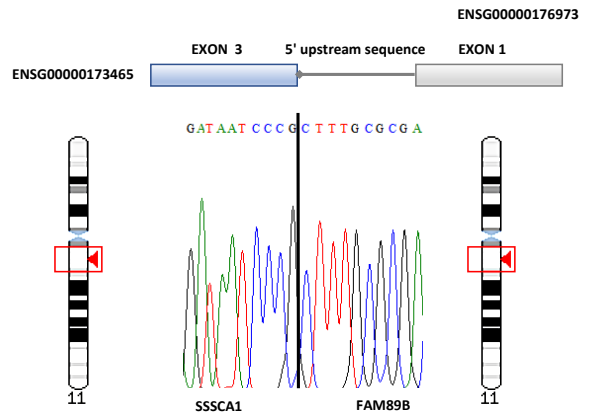 ENSG00000176973
EXON 3 5' upstream sequence EXON 1
ENSG00000173465
GATAATCCCGCTTTGCGCGA
11 11
SSSCA1 FAM89B